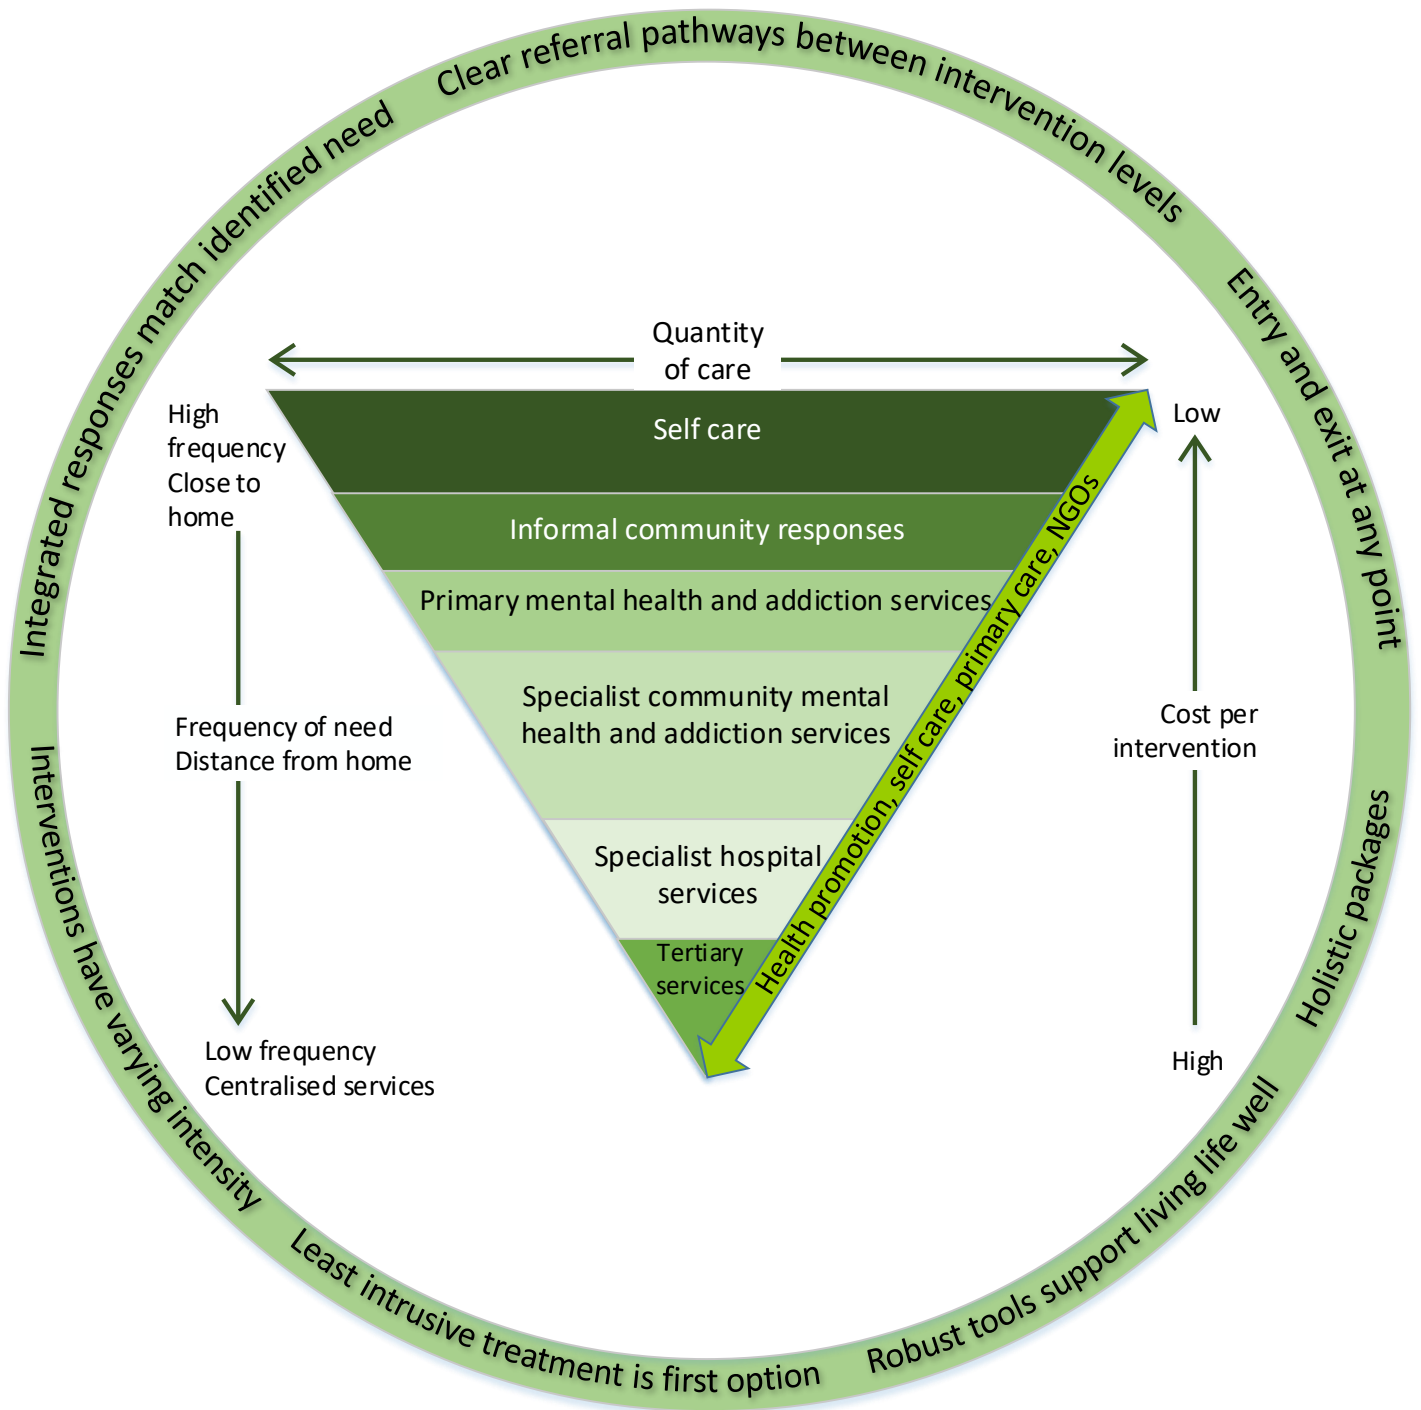 Clear referral pathways between intervention levels
Entry and exit at any point
Holistic packages
Robust tools support living life well
Least intrusive treatment is first option
Interventions have varying intensity
Integrated responses match identified need
Quantity
of care
High
frequency
Close to
home
Frequency of need
Distance from home
Low frequency
Centralised services
Self care
Informal community responses
Primary mental health and addiction services
Specialist community mental
health and addiction services
Specialist hospital
services
Tertiary
services
Health promotion, self care, primary care, NGOs
Low
Cost per
intervention
High